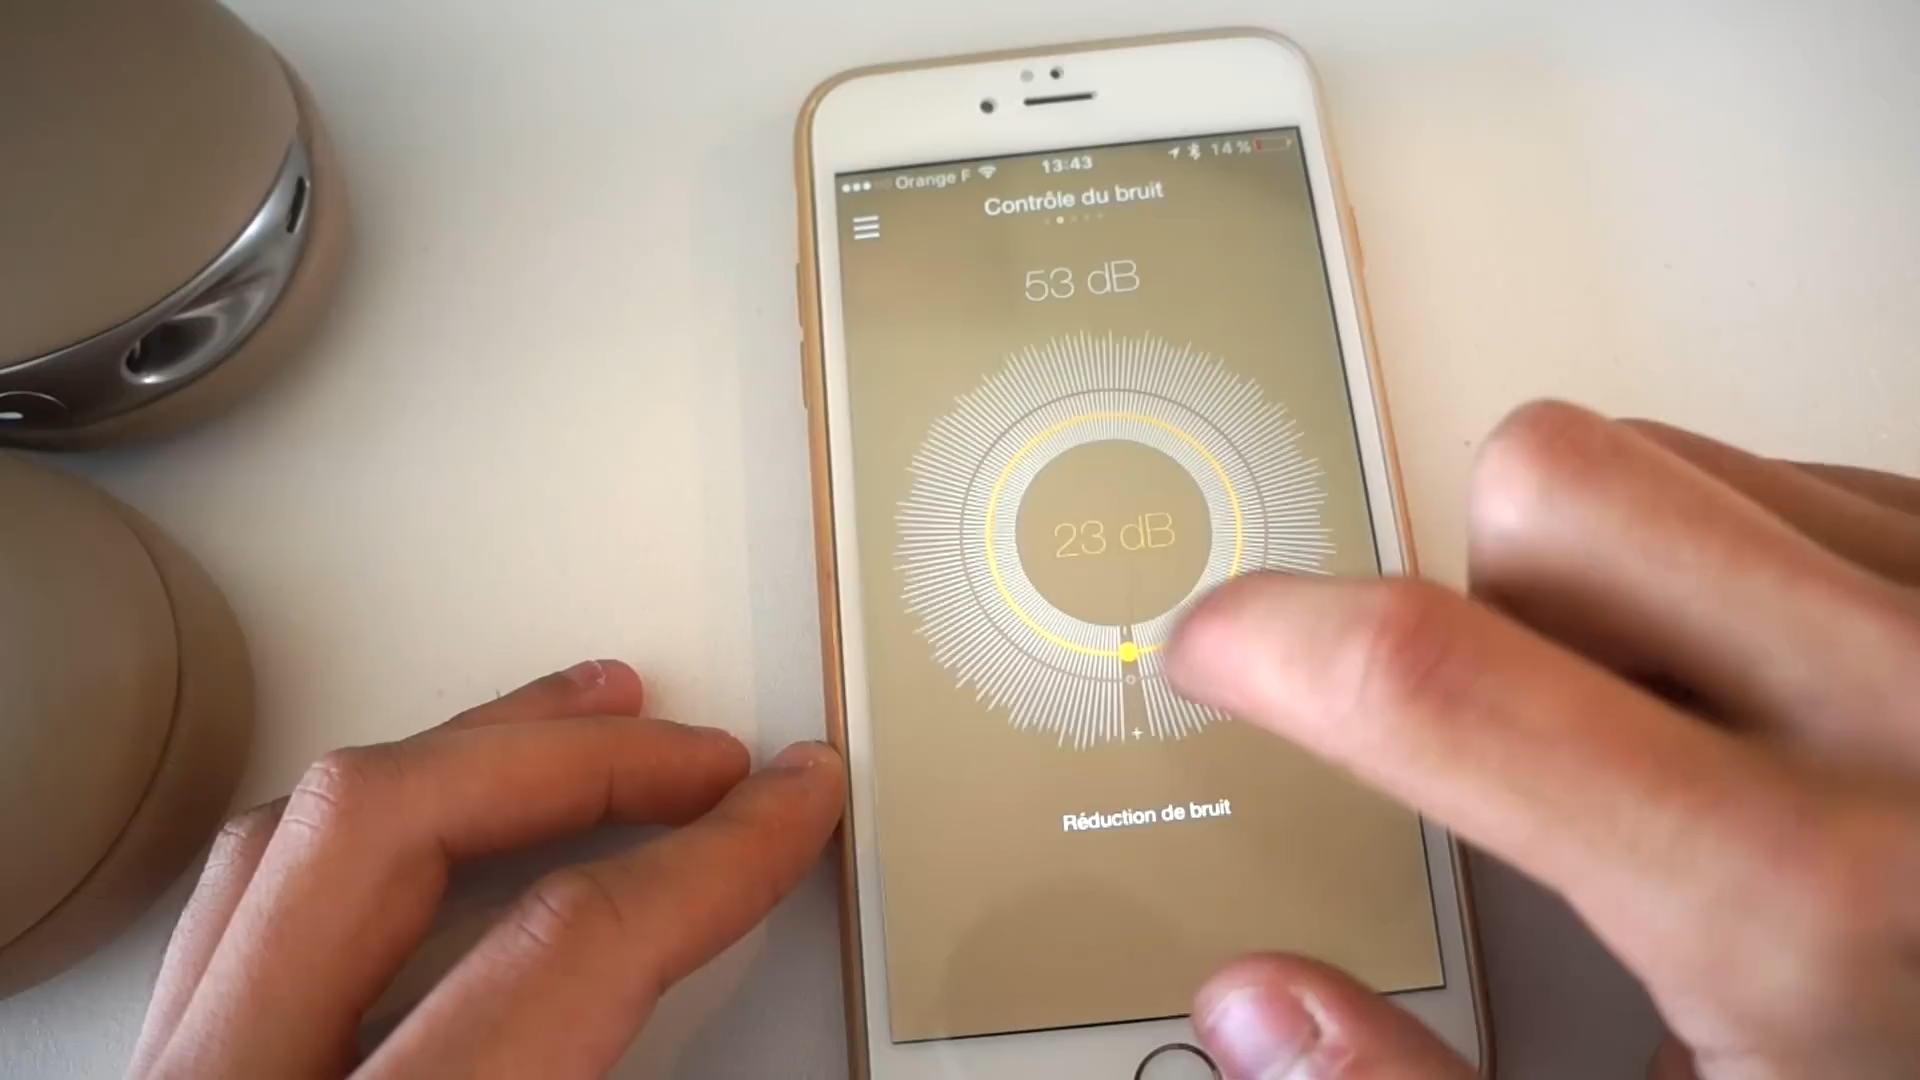 Orange F 13:43 14 %
Contrôle du bruit
53 dB
23 dB
Réduction de bruit